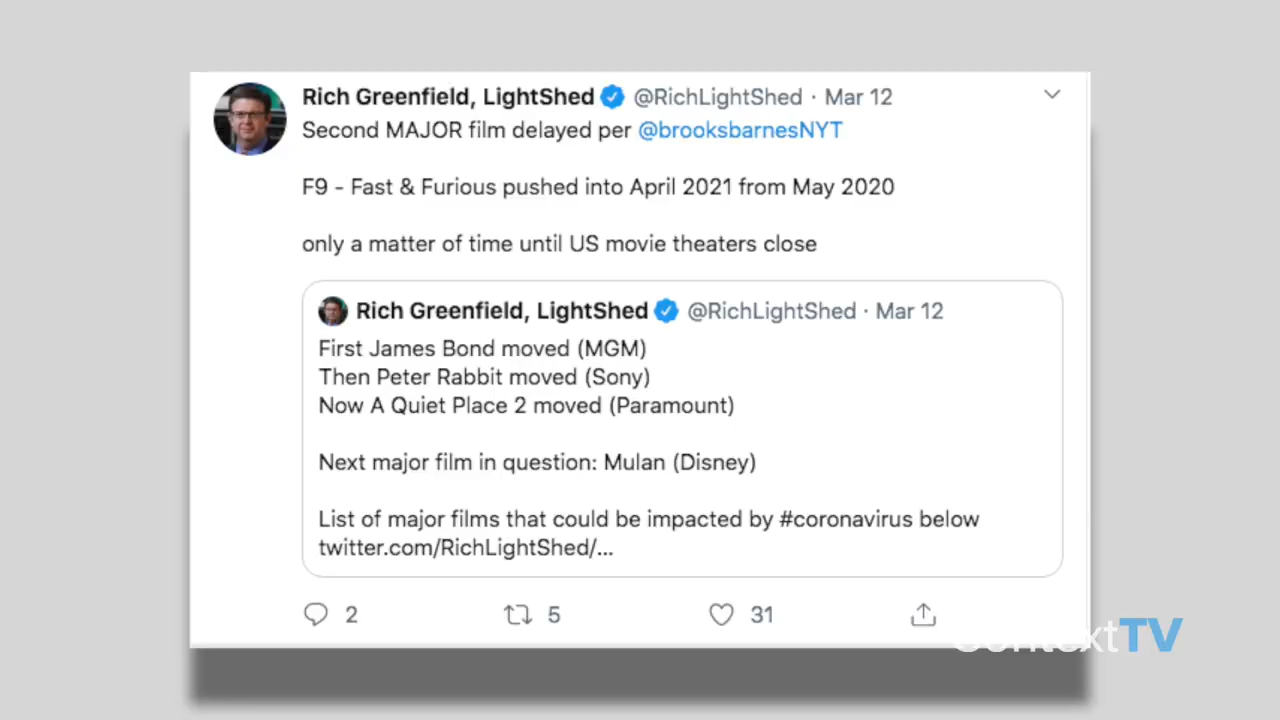 Rich Greenfield, LightShed @RichLightShed · Mar 12
Second MAJOR film delayed per @brooksbarnesNYT
F9 - Fast & Furious pushed into April 2021 from May 2020
only a matter of time until US movie theaters close
Rich Greenfield, LightShed @RichLightShed · Mar 12
First James Bond moved (MGM)
Then Peter Rabbit moved (Sony)
Now A Quiet Place 2 moved (Paramount)
Next major film in question: Mulan (Disney)
List of major films that could be impacted by #coronavirus below
twitter.com/RichLightShed/...
2 5 31
ContextTV